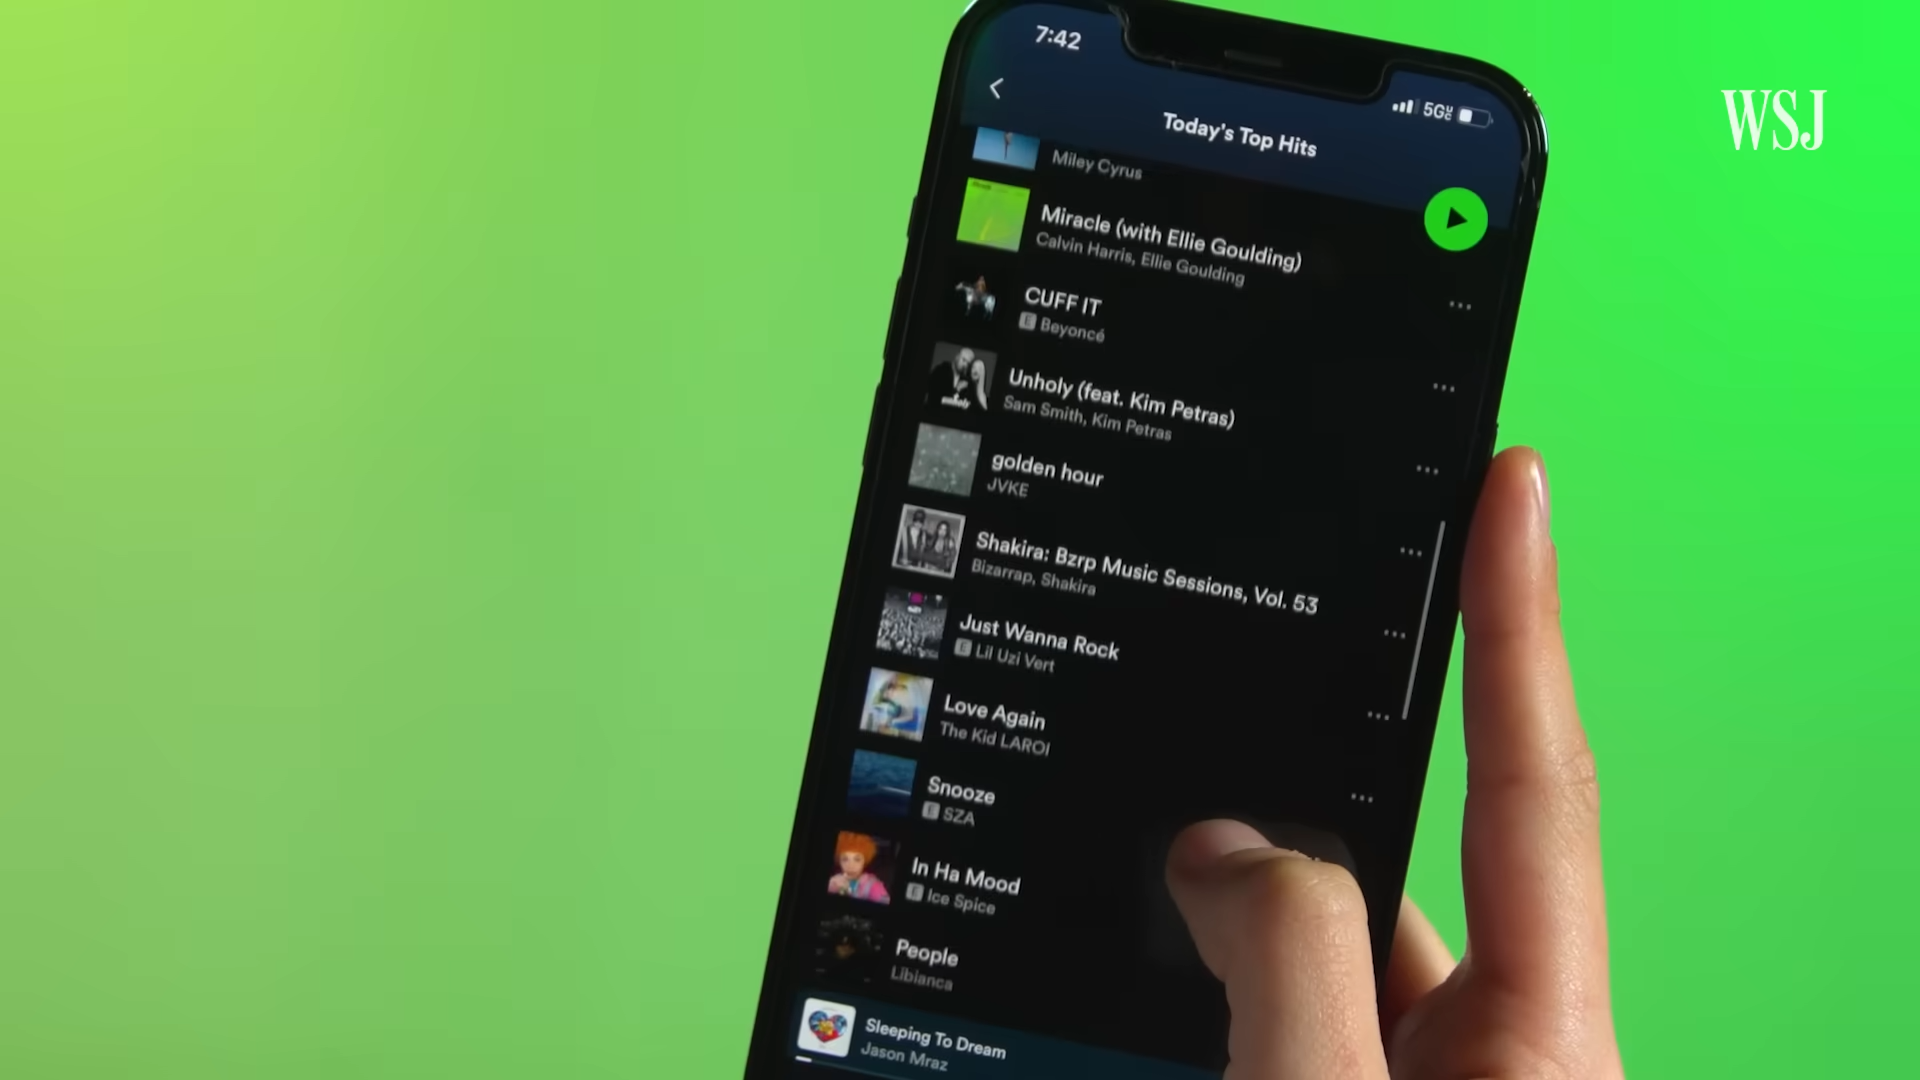 7:42
5G
WSJ
Today's Top Hits
Miley Cyrus
Miracle (with Ellie Goulding)
Calvin Harris, Ellie Goulding
CUFF IT
E Beyoncé
Unholy (feat. Kim Petras)
Sam Smith, Kim Petras
unholy
golden hour
JVKE
Shakira: Bzrp Music Sessions, Vol. 53
Bizarrap, Shakira
Just Wanna Rock
E Lil Uzi Vert
Love Again
The Kid LAROI
Snooze
E SZA
In Ha Mood
E Ice Spice
People
Libianca
Sleeping To Dream
Jason Mraz